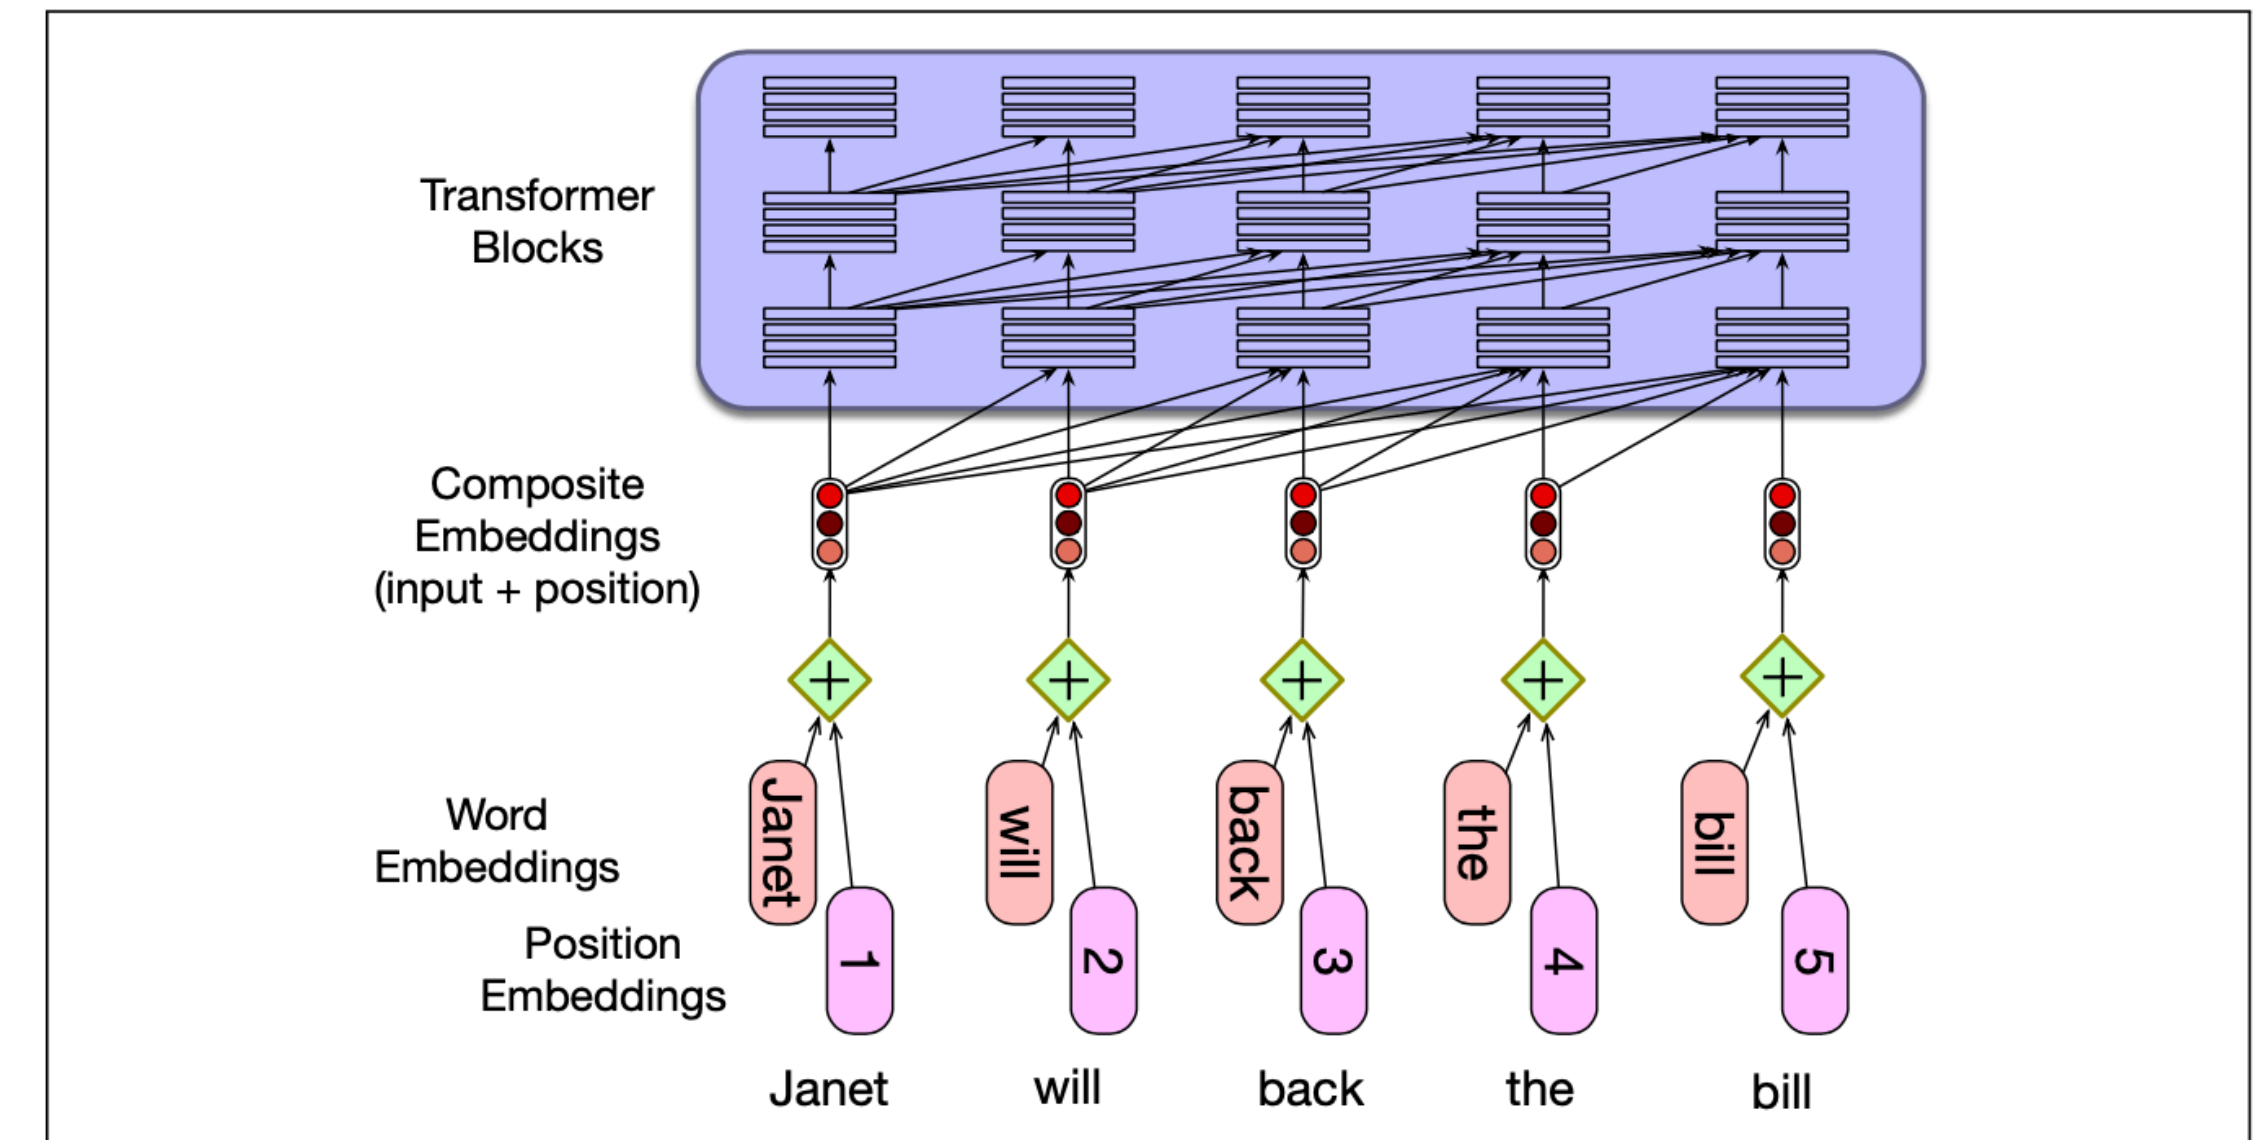 Transformer
Blocks
Composite
Embeddings
(input + position)
+ + + + +
Word
Embeddings
Janet will back the bill
Position
Embeddings
1 2 3 4 5
Janet will back the bill